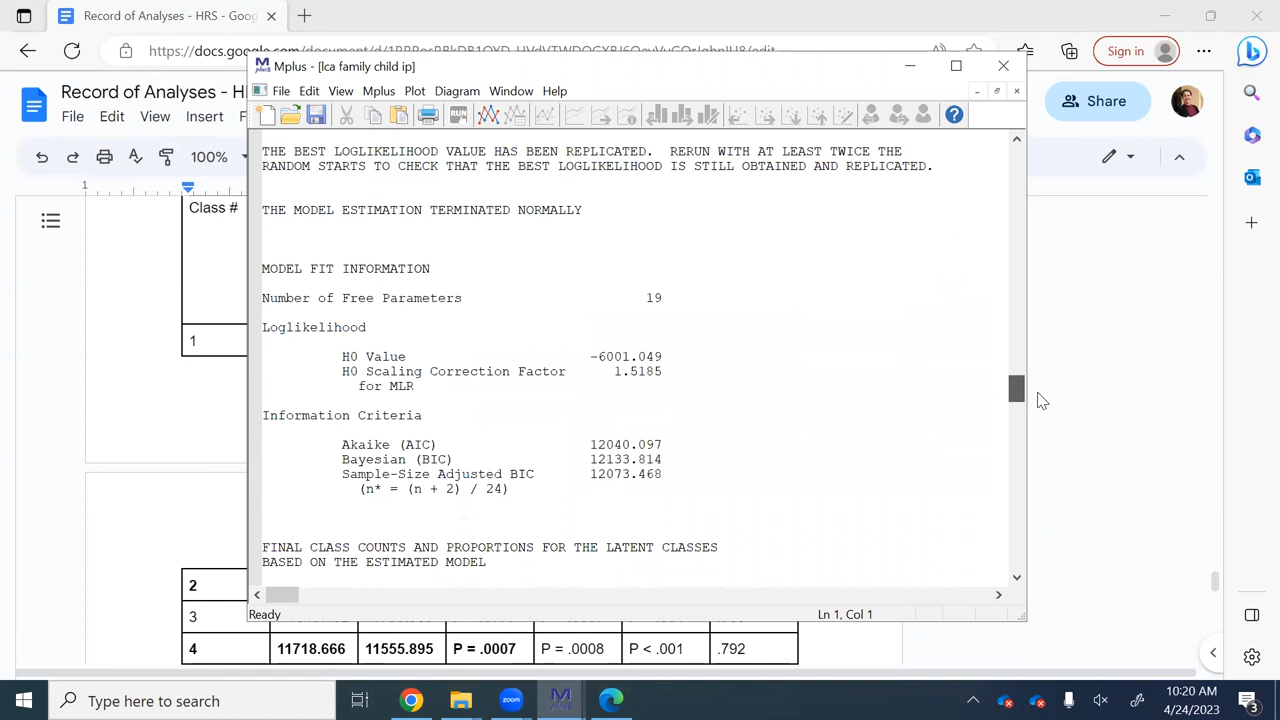 Record of Analyses - HRS - Goog
https://docs.google.com/document/d/1
Sign in
Record of Analyses - HR
File Edit View Insert
Share
100%
1
Mplus - [lca family child ip]
File Edit View Mplus Plot Diagram Window Help
RUN
THE BEST LOGLIKELIHOOD VALUE HAS BEEN REPLICATED. RERUN WITH AT LEAST TWICE THE
RANDOM STARTS TO CHECK THAT THE BEST LOGLIKELIHOOD IS STILL OBTAINED AND REPLICATED.
THE MODEL ESTIMATION TERMINATED NORMALLY
MODEL FIT INFORMATION
Number of Free Parameters 19
Loglikelihood
H0 Value -6001.049
H0 Scaling Correction Factor 1.5185
for MLR
Information Criteria
Akaike (AIC) 12040.097
Bayesian (BIC) 12133.814
Sample-Size Adjusted BIC 12073.468
(n* = (n + 2) / 24)
FINAL CLASS COUNTS AND PROPORTIONS FOR THE LATENT CLASSES
BASED ON THE ESTIMATED MODEL
Ready Ln 1, Col 1
Class #
1
2
3
4 11718.666 11555.895 P = .0007 P = .0008 P < .001 .792
Type here to search
zoom
10:20 AM
4/24/2023
3